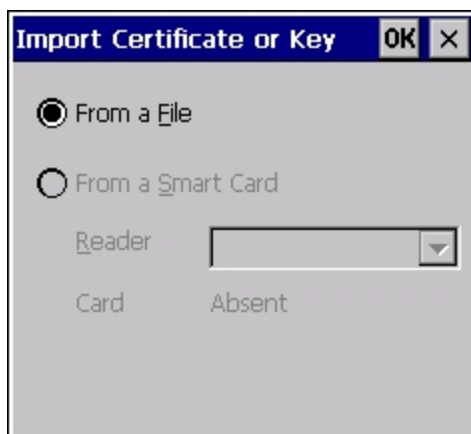 Import Certificate or Key OK ×
From a File
From a Smart Card
Reader
Card Absent